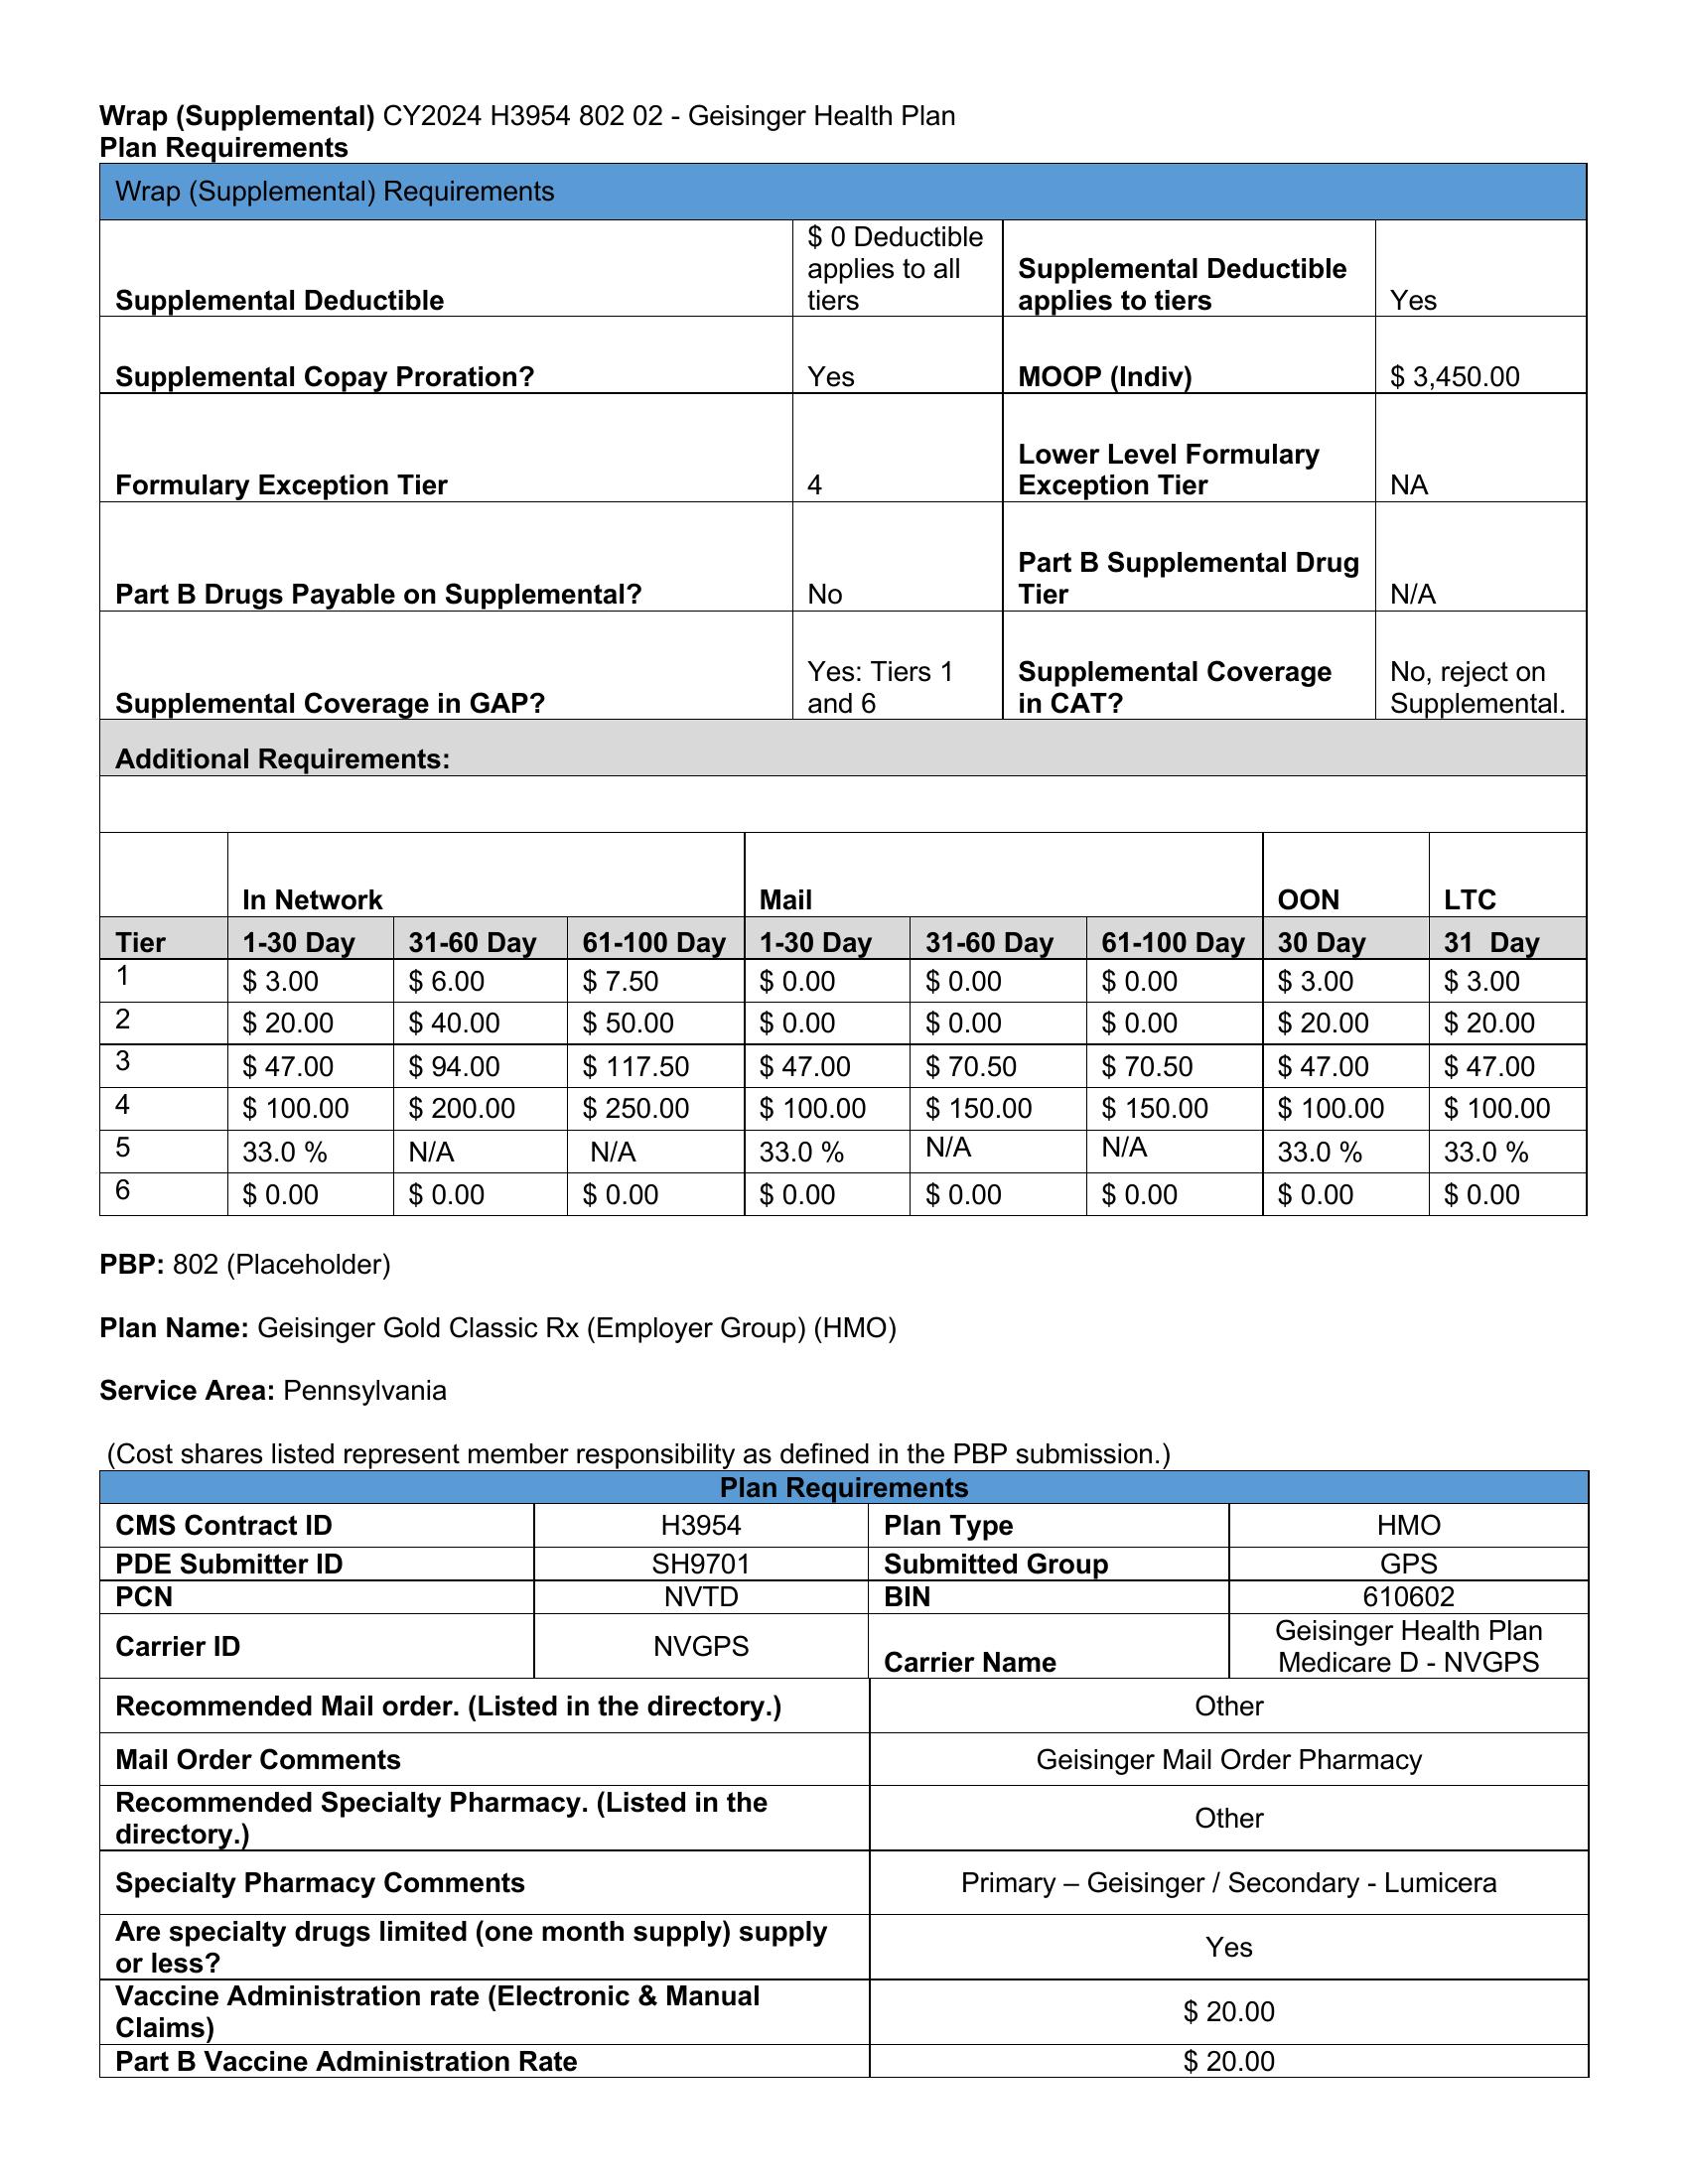 Wrap (Supplemental) CY2024 H3954 802 02 - Geisinger Health Plan
Plan Requirements
Wrap (Supplemental) Requirements
Supplemental Deductible
$ 0 Deductible
applies to all
tiers
Supplemental Deductible
applies to tiers
Yes
Supplemental Copay Proration?
Yes
MOOP (Indiv)
$ 3,450.00
Formulary Exception Tier
4
Lower Level Formulary
Exception Tier
NA
Part B Drugs Payable on Supplemental?
No
Part B Supplemental Drug
Tier
N/A
Supplemental Coverage in GAP?
Yes: Tiers 1
and 6
Supplemental Coverage
in CAT?
No, reject on
Supplemental.
Additional Requirements:
In Network Mail OON LTC
Tier 1-30 Day 31-60 Day 61-100 Day 1-30 Day 31-60 Day 61-100 Day 30 Day 31  Day
1 $ 3.00 $ 6.00 $ 7.50 $ 0.00 $ 0.00 $ 0.00 $ 3.00 $ 3.00
2 $ 20.00 $ 40.00 $ 50.00 $ 0.00 $ 0.00 $ 0.00 $ 20.00 $ 20.00
3 $ 47.00 $ 94.00 $ 117.50 $ 47.00 $ 70.50 $ 70.50 $ 47.00 $ 47.00
4 $ 100.00 $ 200.00 $ 250.00 $ 100.00 $ 150.00 $ 150.00 $ 100.00 $ 100.00
5 33.0 % N/A N/A 33.0 % N/A N/A 33.0 % 33.0 %
6 $ 0.00 $ 0.00 $ 0.00 $ 0.00 $ 0.00 $ 0.00 $ 0.00 $ 0.00
PBP: 802 (Placeholder)
Plan Name: Geisinger Gold Classic Rx (Employer Group) (HMO)
Service Area: Pennsylvania
(Cost shares listed represent member responsibility as defined in the PBP submission.)
Plan Requirements
CMS Contract ID H3954 Plan Type HMO
PDE Submitter ID SH9701 Submitted Group GPS
PCN NVTD BIN 610602
Carrier ID NVGPS Carrier Name
Geisinger Health Plan
Medicare D - NVGPS
Recommended Mail order. (Listed in the directory.) Other
Mail Order Comments Geisinger Mail Order Pharmacy
Recommended Specialty Pharmacy. (Listed in the
directory.)
Other
Specialty Pharmacy Comments Primary – Geisinger / Secondary - Lumicera
Are specialty drugs limited (one month supply) supply
or less?
Yes
Vaccine Administration rate (Electronic & Manual
Claims)
$ 20.00
Part B Vaccine Administration Rate $ 20.00